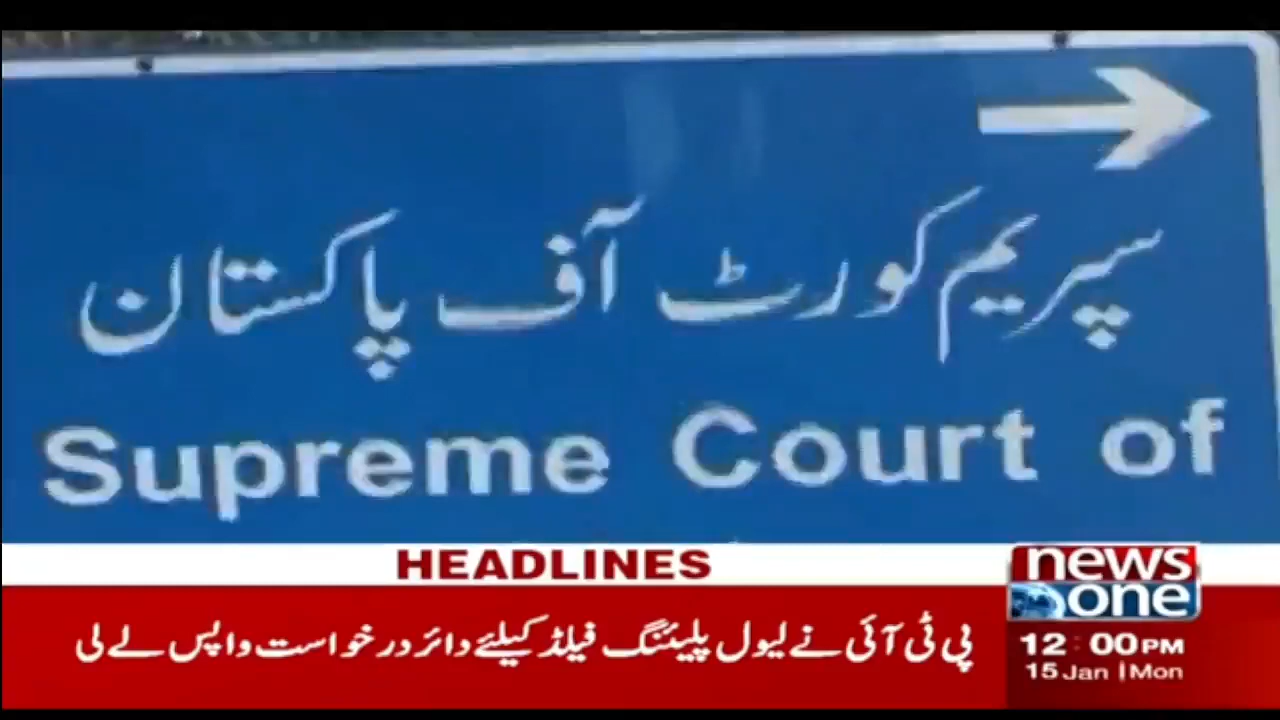 سپریم کورٹ آف پاکستان
Supreme Court of
HEADLINES
پی ٹی آئی نے لیول پلیئنگ فیلڈ کیلئے دائر درخواست واپس لے لی
news
one
12:00PM
15 Jan | Mon